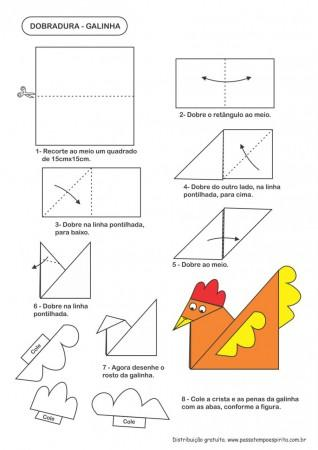 DOBRADURA - GALINHA
1- Recorte ao meio um quadrado
de 15cmx15cm.
2- Dobre o retângulo ao meio.
3 - Dobre na linha pontilhada,
para baixo.
4 - Dobre do outro lado, na linha
pontilhada, para cima.
5 - Dobre ao meio.
6 - Dobre na linha
pontilhada.
7 - Agora desenhe o
rosto da galinha.
Cole
Cole
Cole
8 - Cole a crista e as penas da galinha
com as abas, conforme a figura.
Distribuição gratuita. www.passatempoespirita.com.br